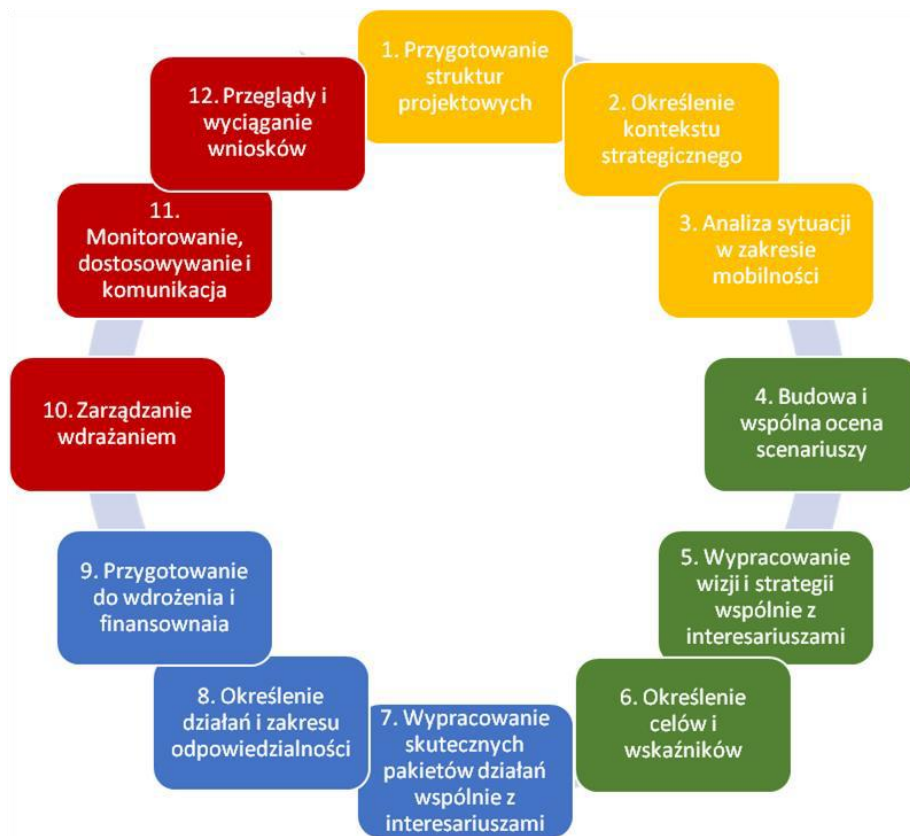 1. Przygotowanie
struktur
projektowych
2. Określenie
kontekstu
strategicznego
3. Analiza sytuacji
w zakresie
mobilności
4. Budowa i
wspólna ocena
scenariuszy
5. Wypracowanie
wizji i strategii
wspólnie z
interesariuszami
6. Określenie
celów i
wskaźników
7. Wypracowanie
skutecznych
pakietów działań
wspólnie z
interesariuszami
8. Określenie
działań i zakresu
odpowiedzialności
9. Przygotowanie
do wdrożenia i
finansownaia
10. Zarządzanie
wdrażaniem
11.
Monitorowanie,
dostosowywanie i
komunikacja
12. Przeglądy i
wyciąganie
wniosków